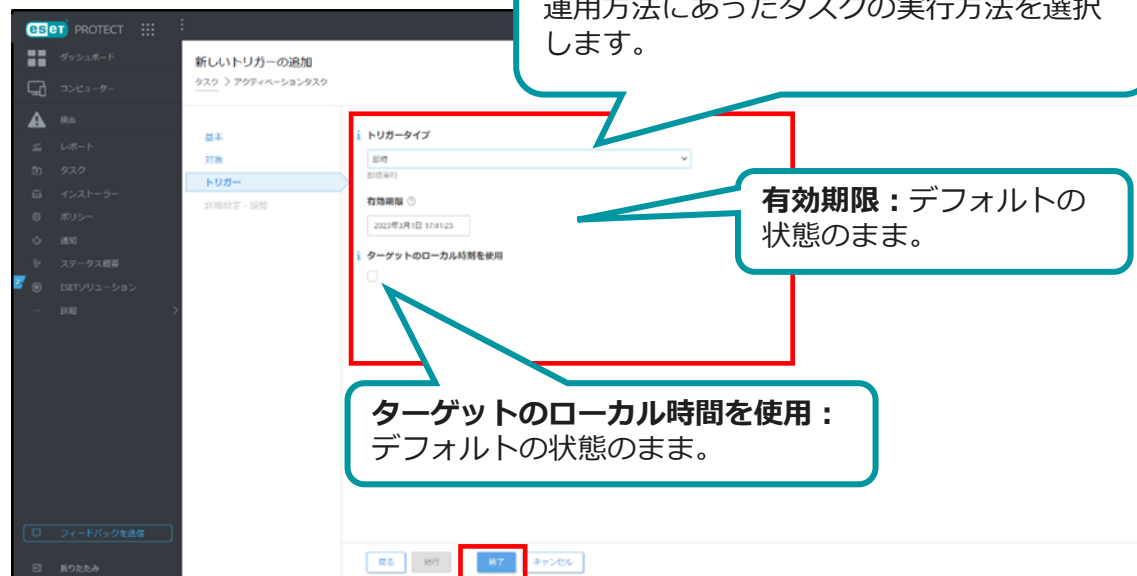 運用方法にあったタスクの実行方法を選択
します。
eset PROTECT
ダッシュボード
コンピューター
検出
レポート
タスク
インストーラー
ポリシー
通知
ステータス概要
ESETソリューション
詳細
フィードバックを送信
折りたたみ
新しいトリガーの追加
タスク > アクティベーションタスク
基本
対象
トリガー
詳細設定 - 調整
トリガータイプ
即時
即時実行
有効期限
2023年3月1日 17:41:25
ターゲットのローカル時刻を使用
有効期限：デフォルトの
状態のまま。
ターゲットのローカル時間を使用：
デフォルトの状態のまま。
戻る
続行
終了
キャンセル